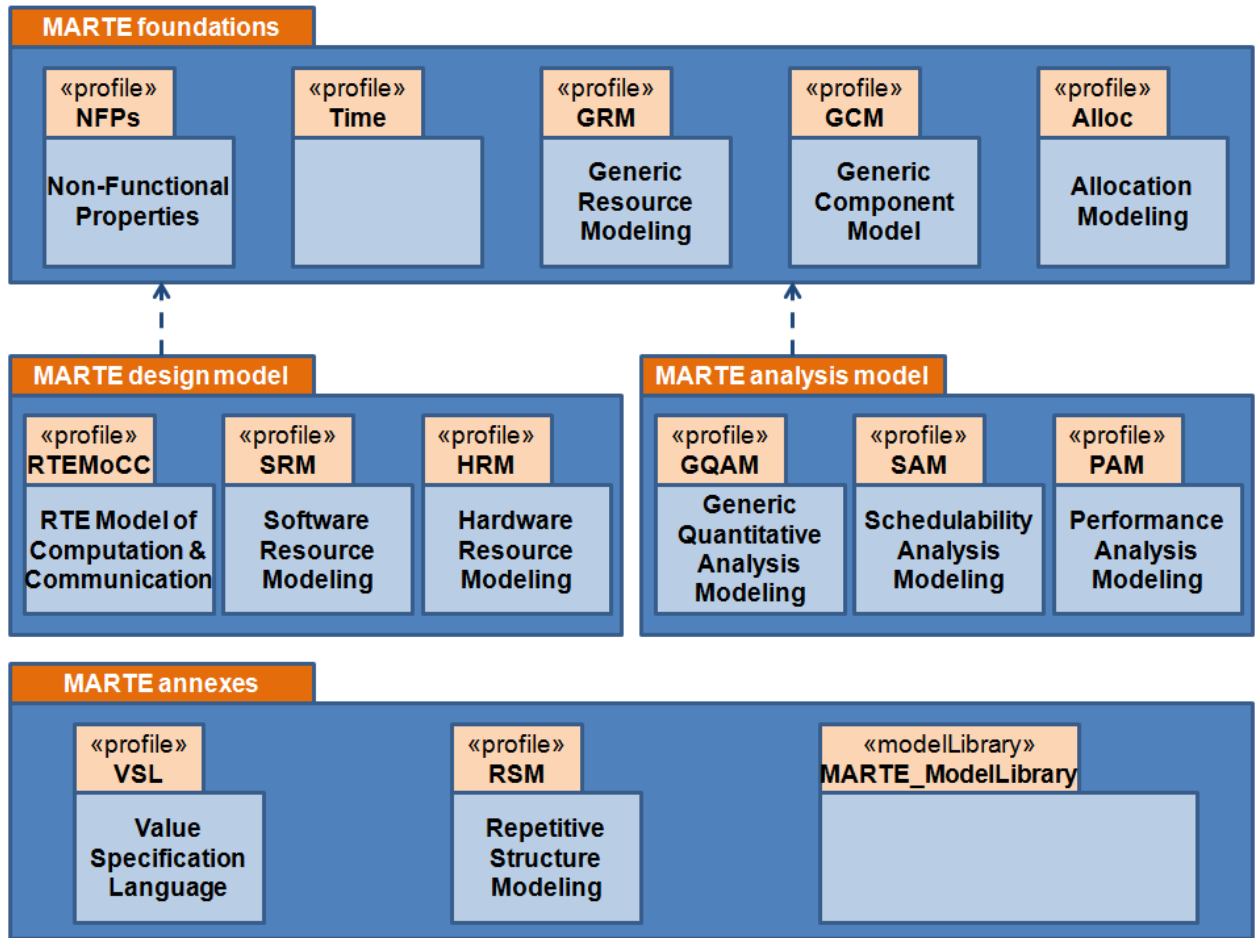 MARTE foundations
«profile»
NFPs
Non-Functional
Properties
«profile»
Time
«profile»
GRM
Generic
Resource
Modeling
«profile»
GCM
Generic
Component
Model
«profile»
Alloc
Allocation
Modeling
MARTE design model
«profile»
RTEMoCC
RTE Model of
Computation &
Communication
«profile»
SRM
Software
Resource
Modeling
«profile»
HRM
Hardware
Resource
Modeling
MARTE analysis model
«profile»
GQAM
Generic
Quantitative
Analysis
Modeling
«profile»
SAM
Schedulability
Analysis
Modeling
«profile»
PAM
Performance
Analysis
Modeling
MARTE annexes
«profile»
VSL
Value
Specification
Language
«profile»
RSM
Repetitive
Structure
Modeling
«modelLibrary»
MARTE_ModelLibrary